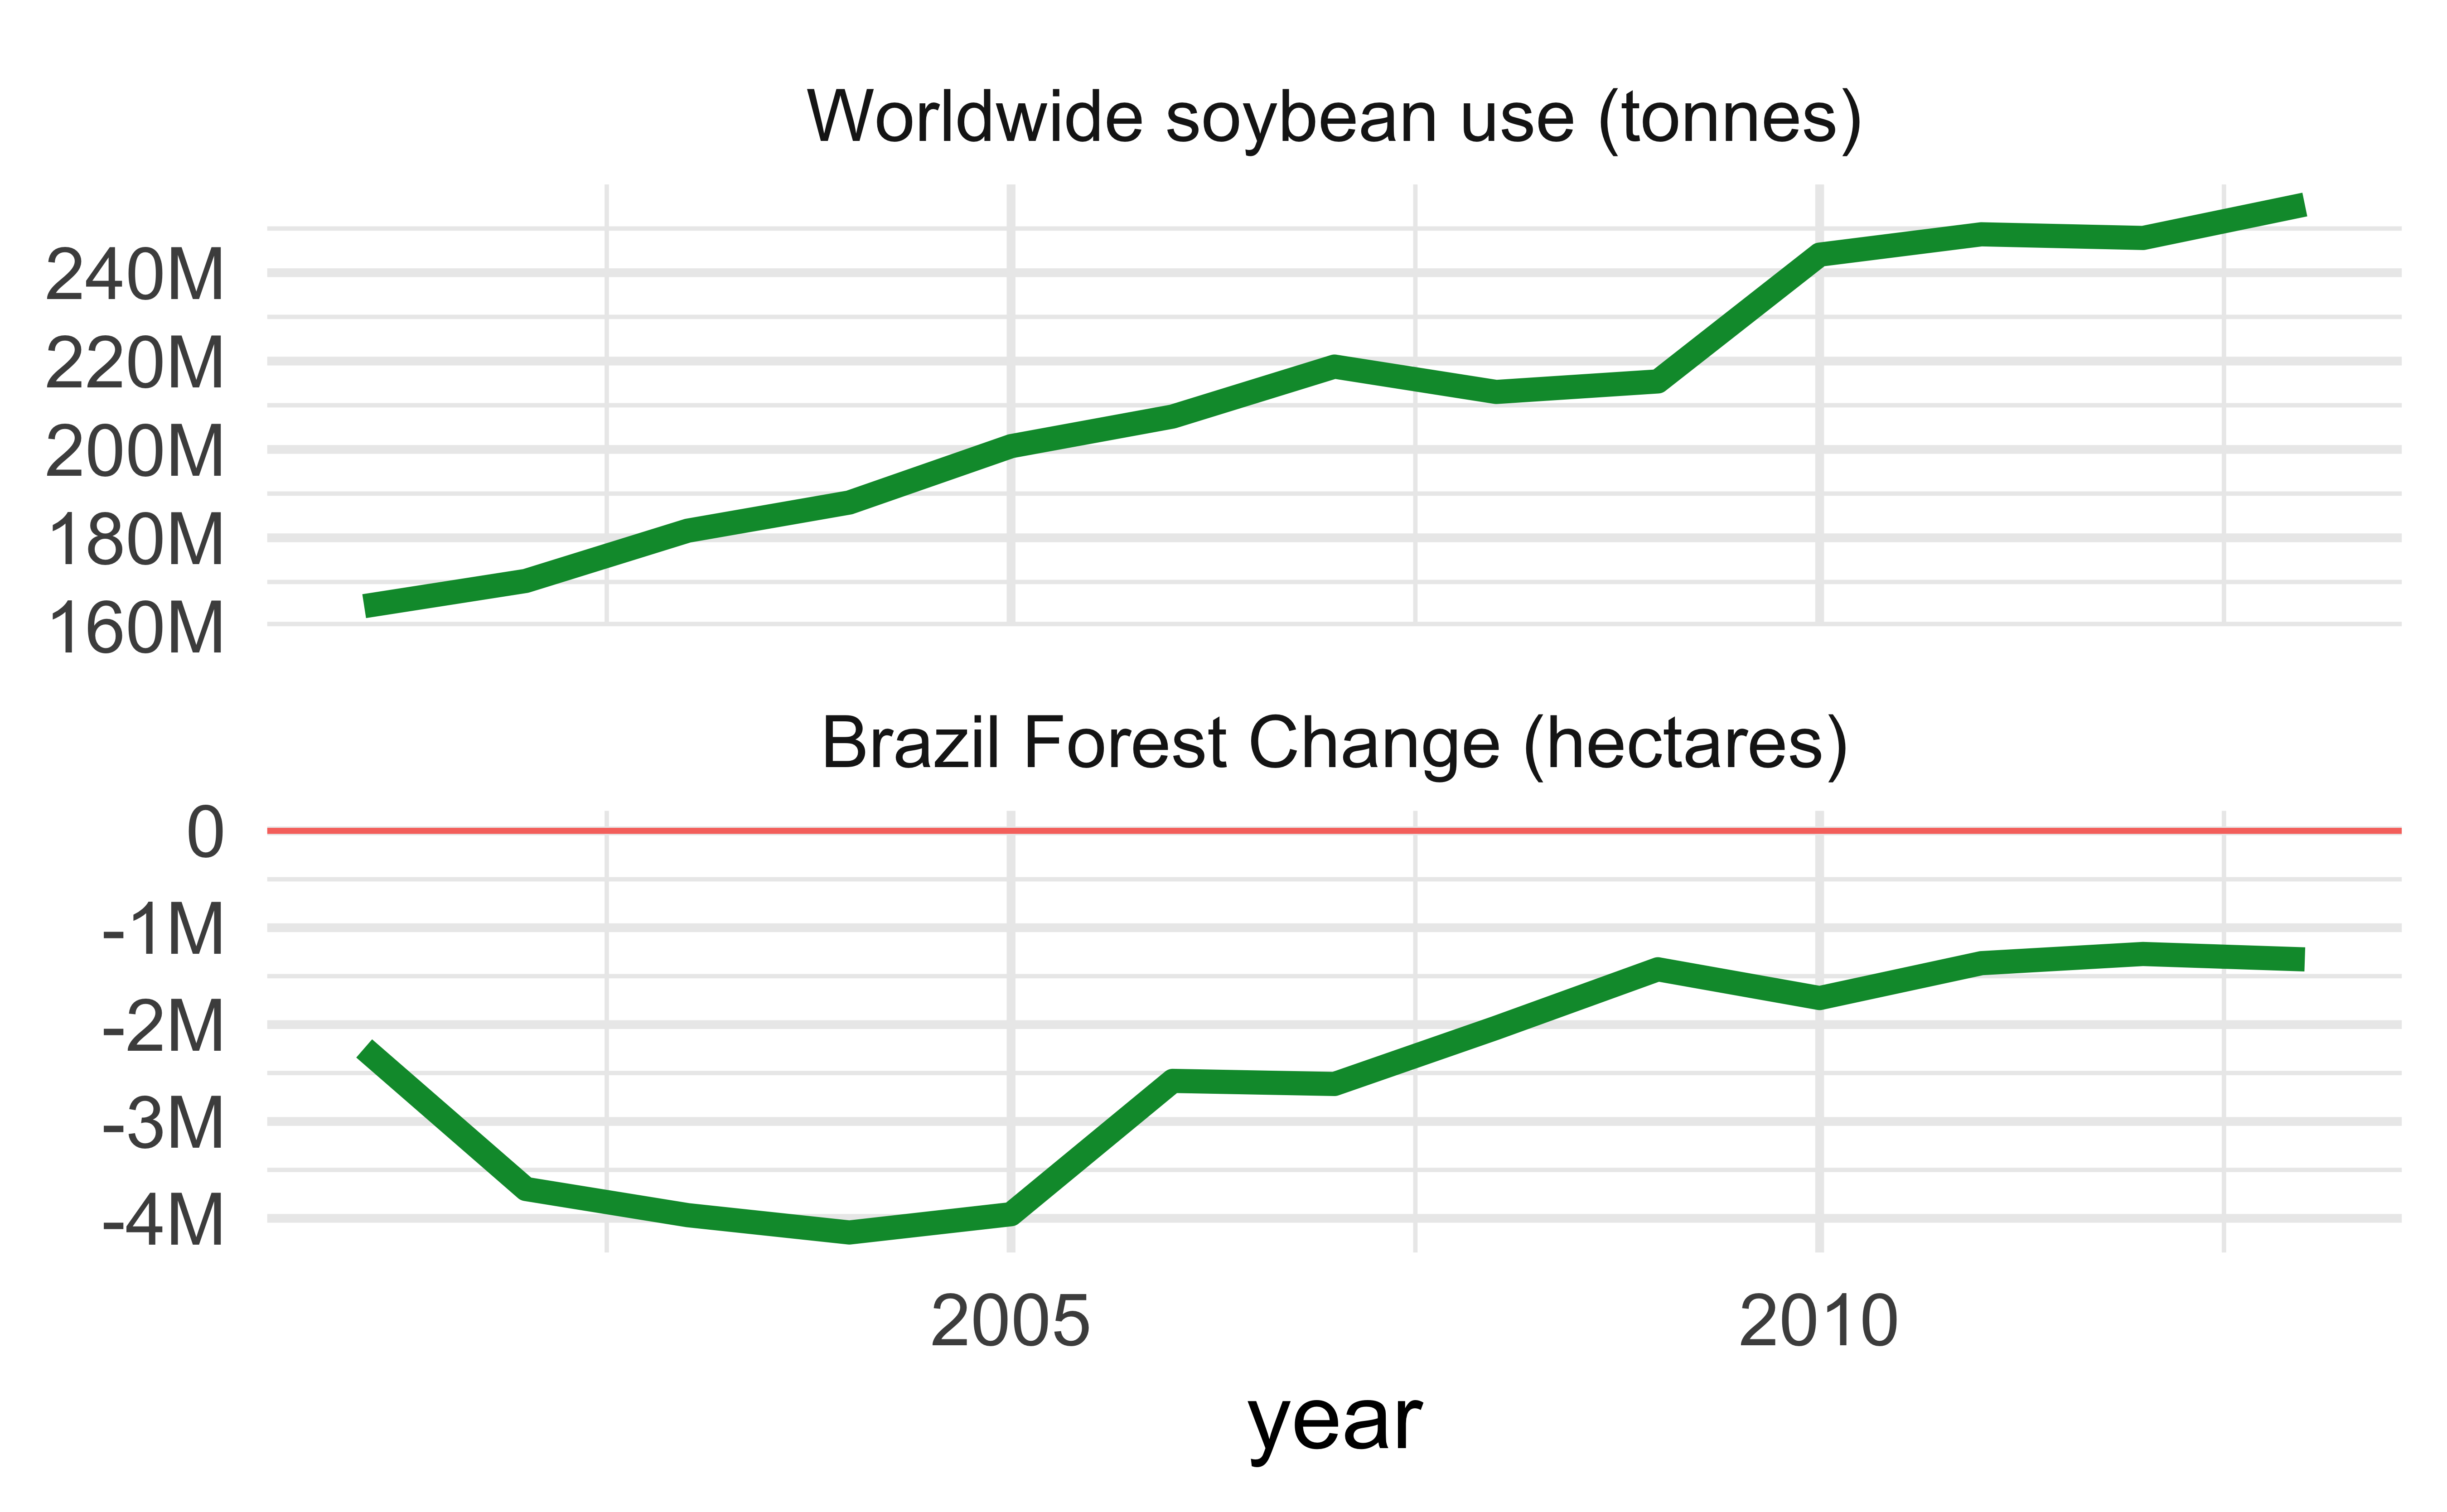 Worldwide soybean use (tonnes)
240M
220M
200M
180M
160M
Brazil Forest Change (hectares)
0
-1M
-2M
-3M
-4M
2005 2010
year